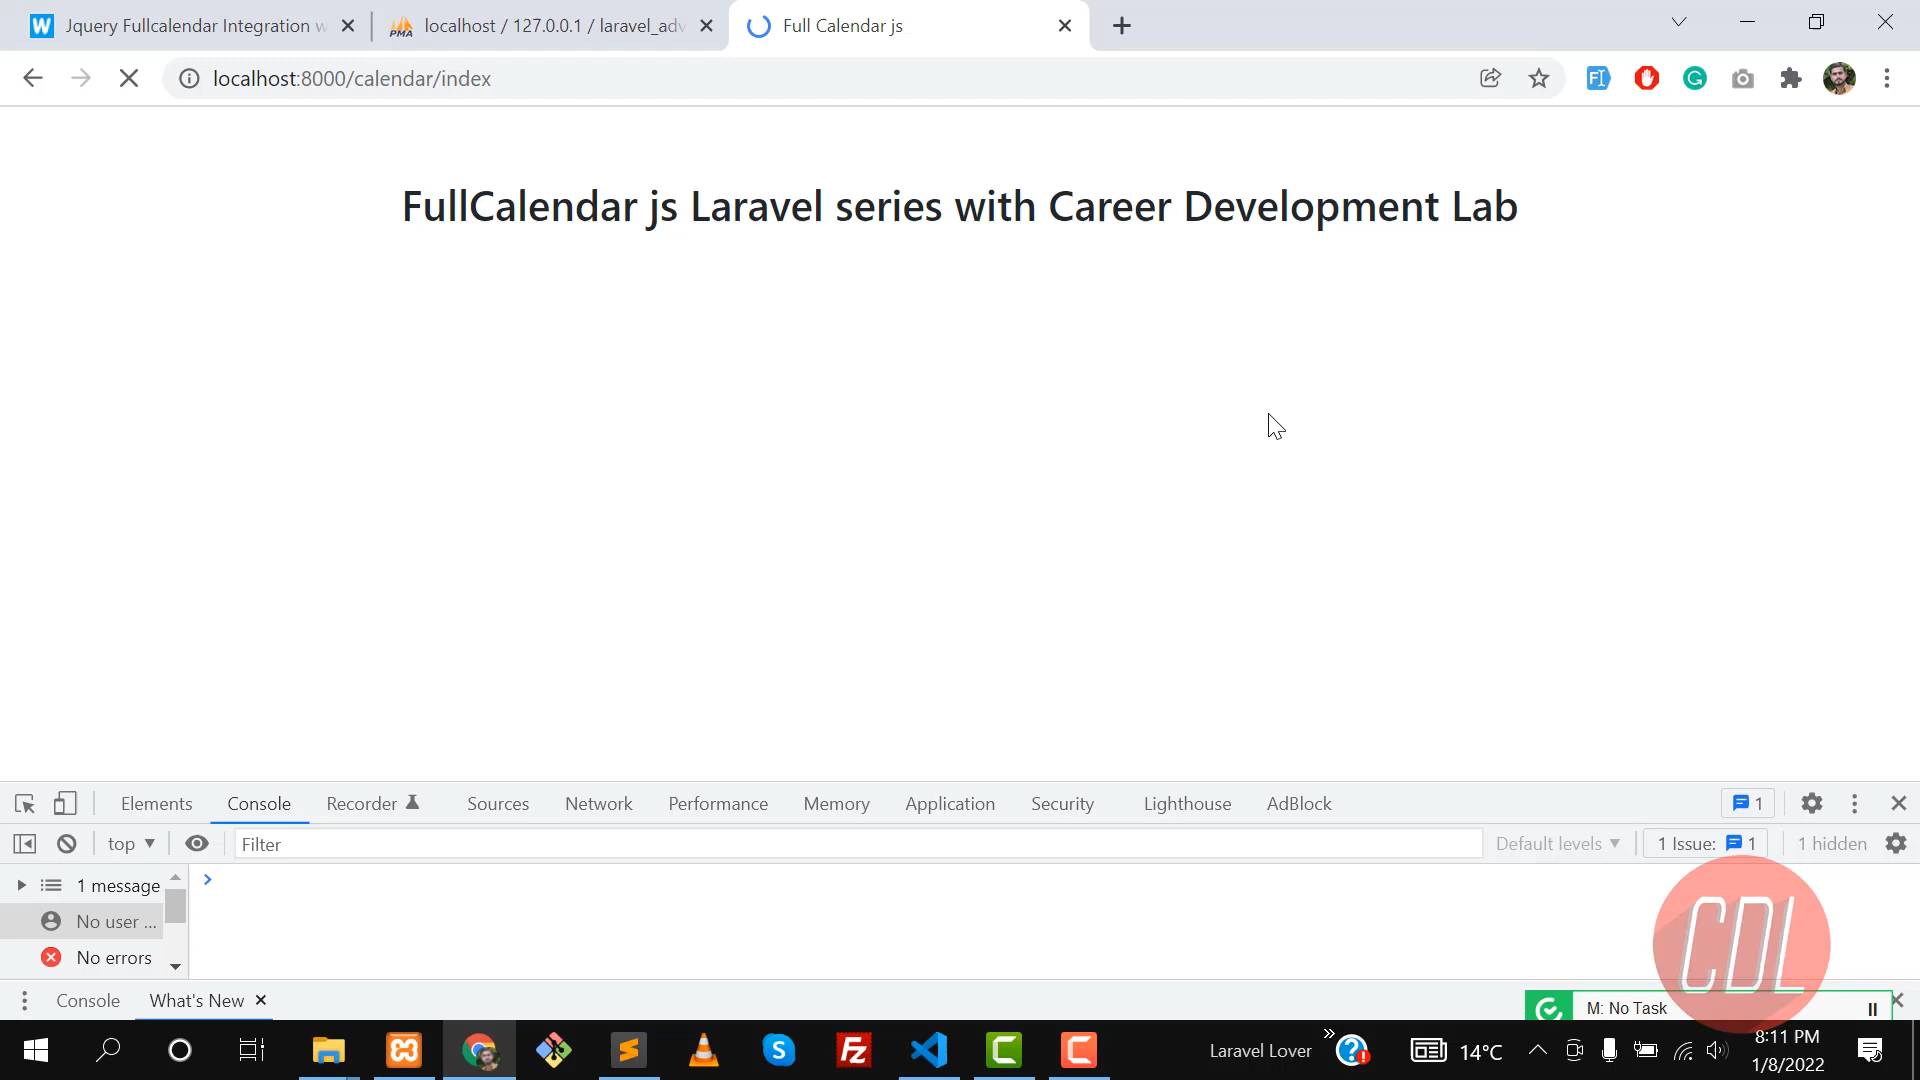 Jquery Fullcalendar Integration w
localhost / 127.0.0.1 / laravel_adv
Full Calendar js
localhost:8000/calendar/index
FullCalendar js Laravel series with Career Development Lab
Elements
Console
Recorder
Sources
Network
Performance
Memory
Application
Security
Lighthouse
AdBlock
1
top
Filter
Default levels
1 Issue: 1
1 hidden
1 message
No user ...
No errors
CDL
Console
What's New
M: No Task
Laravel Lover
14°C
8:11 PM
1/8/2022